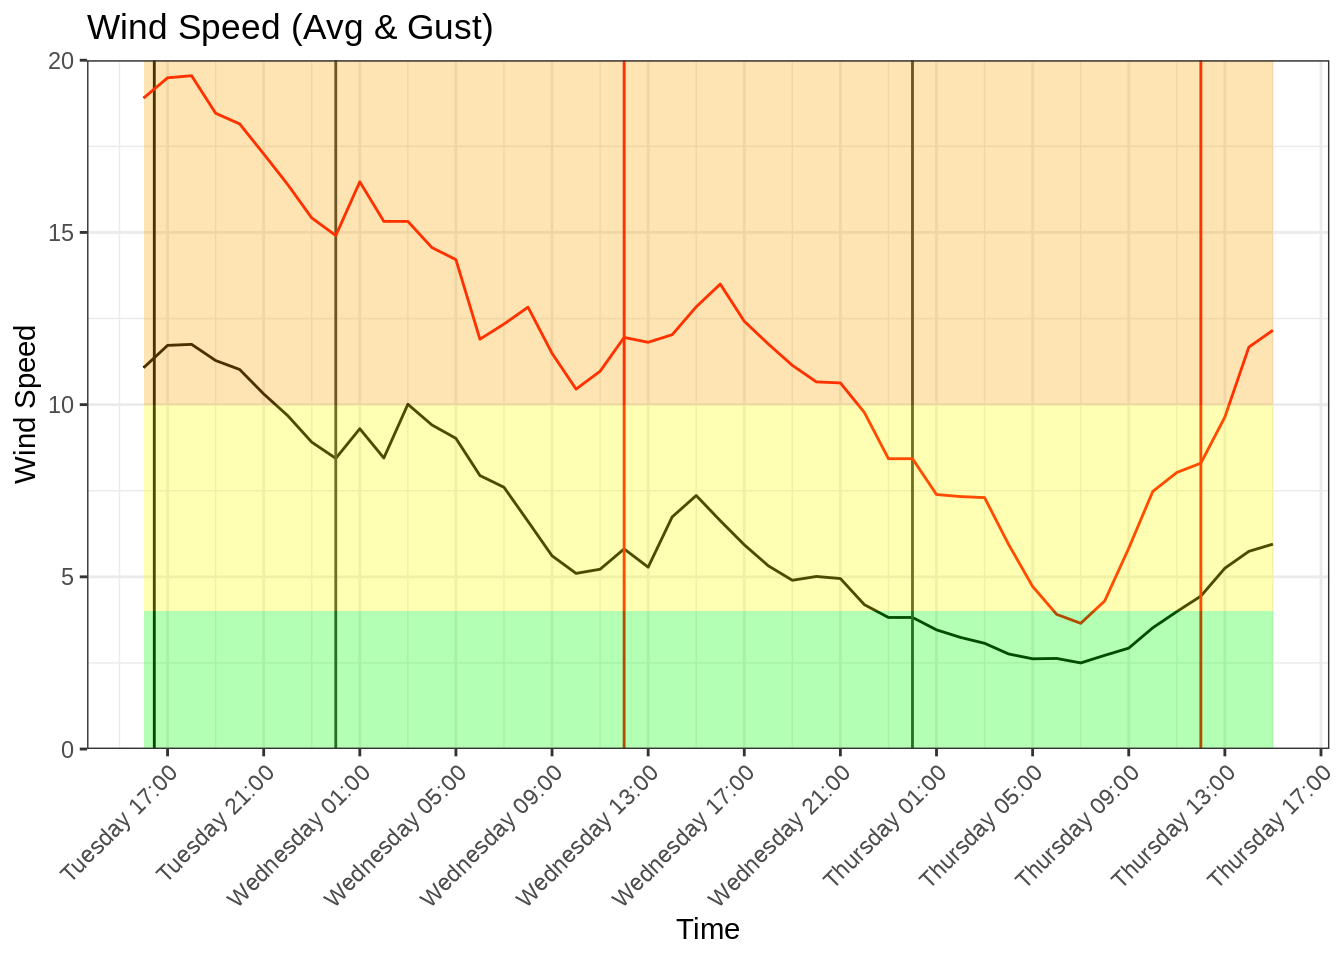 Wind Speed (Avg & Gust)
Wind Speed
20
15
10
5
0
Tuesday 17:00
Tuesday 21:00
Wednesday 01:00
Wednesday 05:00
Wednesday 09:00
Wednesday 13:00
Wednesday 17:00
Wednesday 21:00
Thursday 01:00
Thursday 05:00
Thursday 09:00
Thursday 13:00
Thursday 17:00
Time